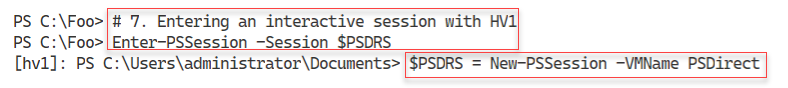 PS C:\Foo> # 7. Entering an interactive session with HV1
PS C:\Foo> Enter-PSSession -Session $PSDRS
[hv1]: PS C:\Users\administrator\Documents> $PSDRS = New-PSSession -VMName PSDirect